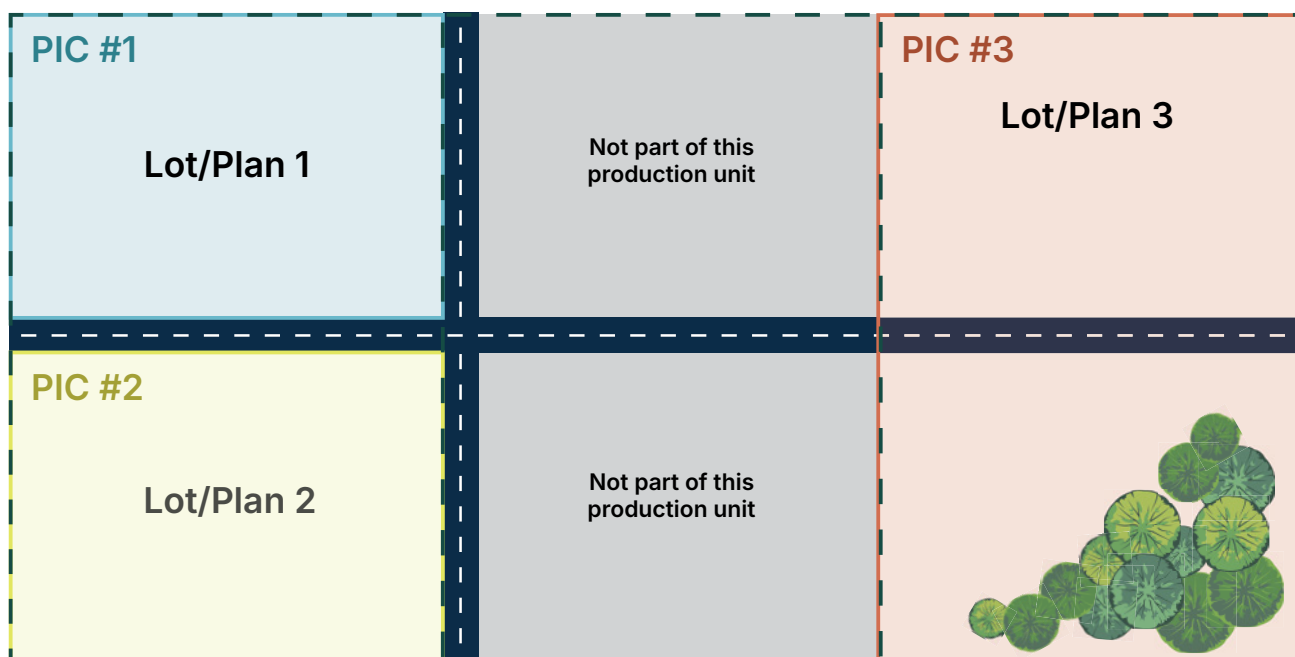 PIC #1
Lot/Plan 1
Not part of this
production unit
PIC #3
Lot/Plan 3
PIC #2
Lot/Plan 2
Not part of this
production unit